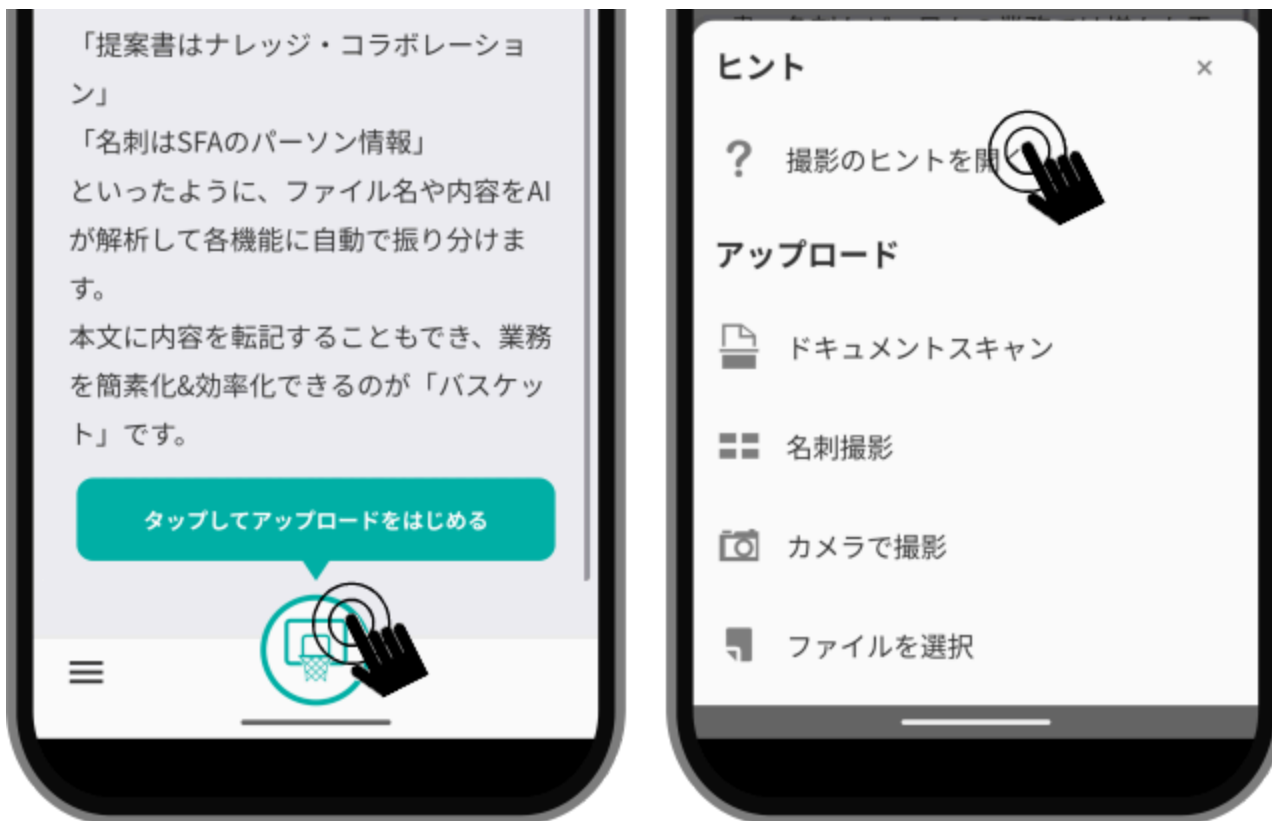 「提案書はナレッジ・コラボレーショ
ン」
「名刺はSFAのパーソン情報」
といったように、ファイル名や内容をAI
が解析して各機能に自動で振り分けま
す。
本文に内容を転記することもでき、業務
を簡素化&効率化できるのが「バスケッ
ト」です。
タップしてアップロードをはじめる
ヒント
×
? 撮影のヒントを開く
アップロード
ドキュメントスキャン
名刺撮影
カメラで撮影
ファイルを選択